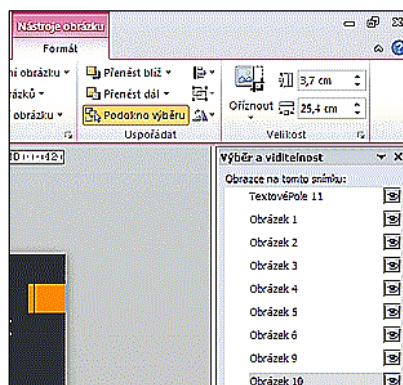 Nástroje obrázku
Formát
ní obrázku
Přenést blíž
3,7 cm
rázků
Přenést dál
obrázku
Podokno výběru
Oříznout
25,4 cm
Uspořádat
Velikost
Výběr a viditelnost
Obrazce na tomto snímku:
TextovéPole 11
Obrázek 1
Obrázek 2
Obrázek 3
Obrázek 4
Obrázek 5
Obrázek 6
Obrázek 9
Obrázek 10